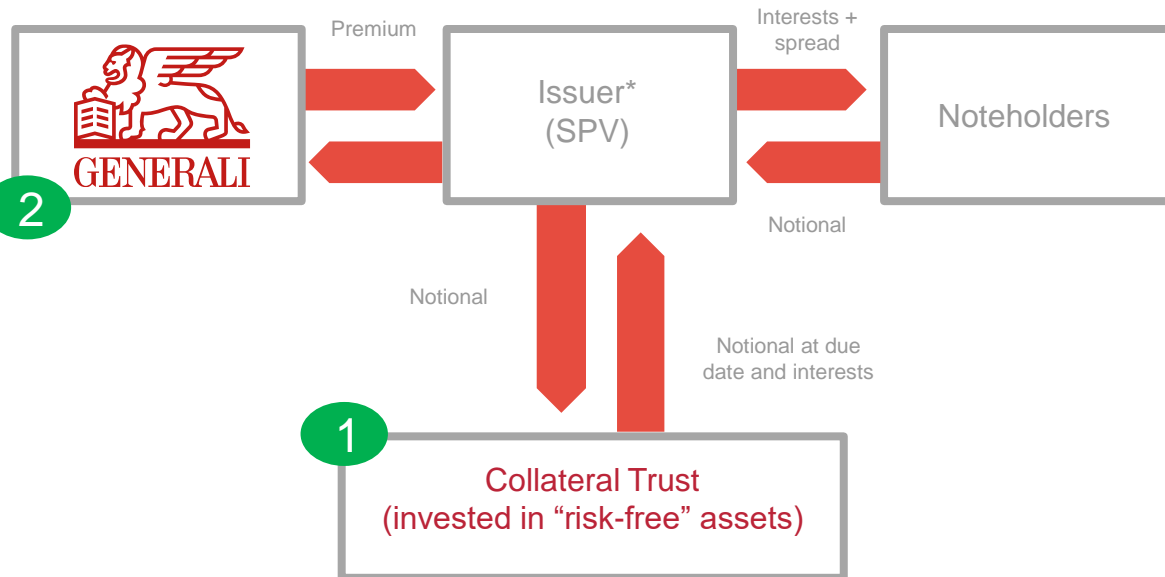 Premium
Interests +
spread
GENERALI
Issuer*
(SPV)
Noteholders
2
Notional
Notional
Notional at due
date and interests
1
Collateral Trust
(invested in “risk-free” assets)